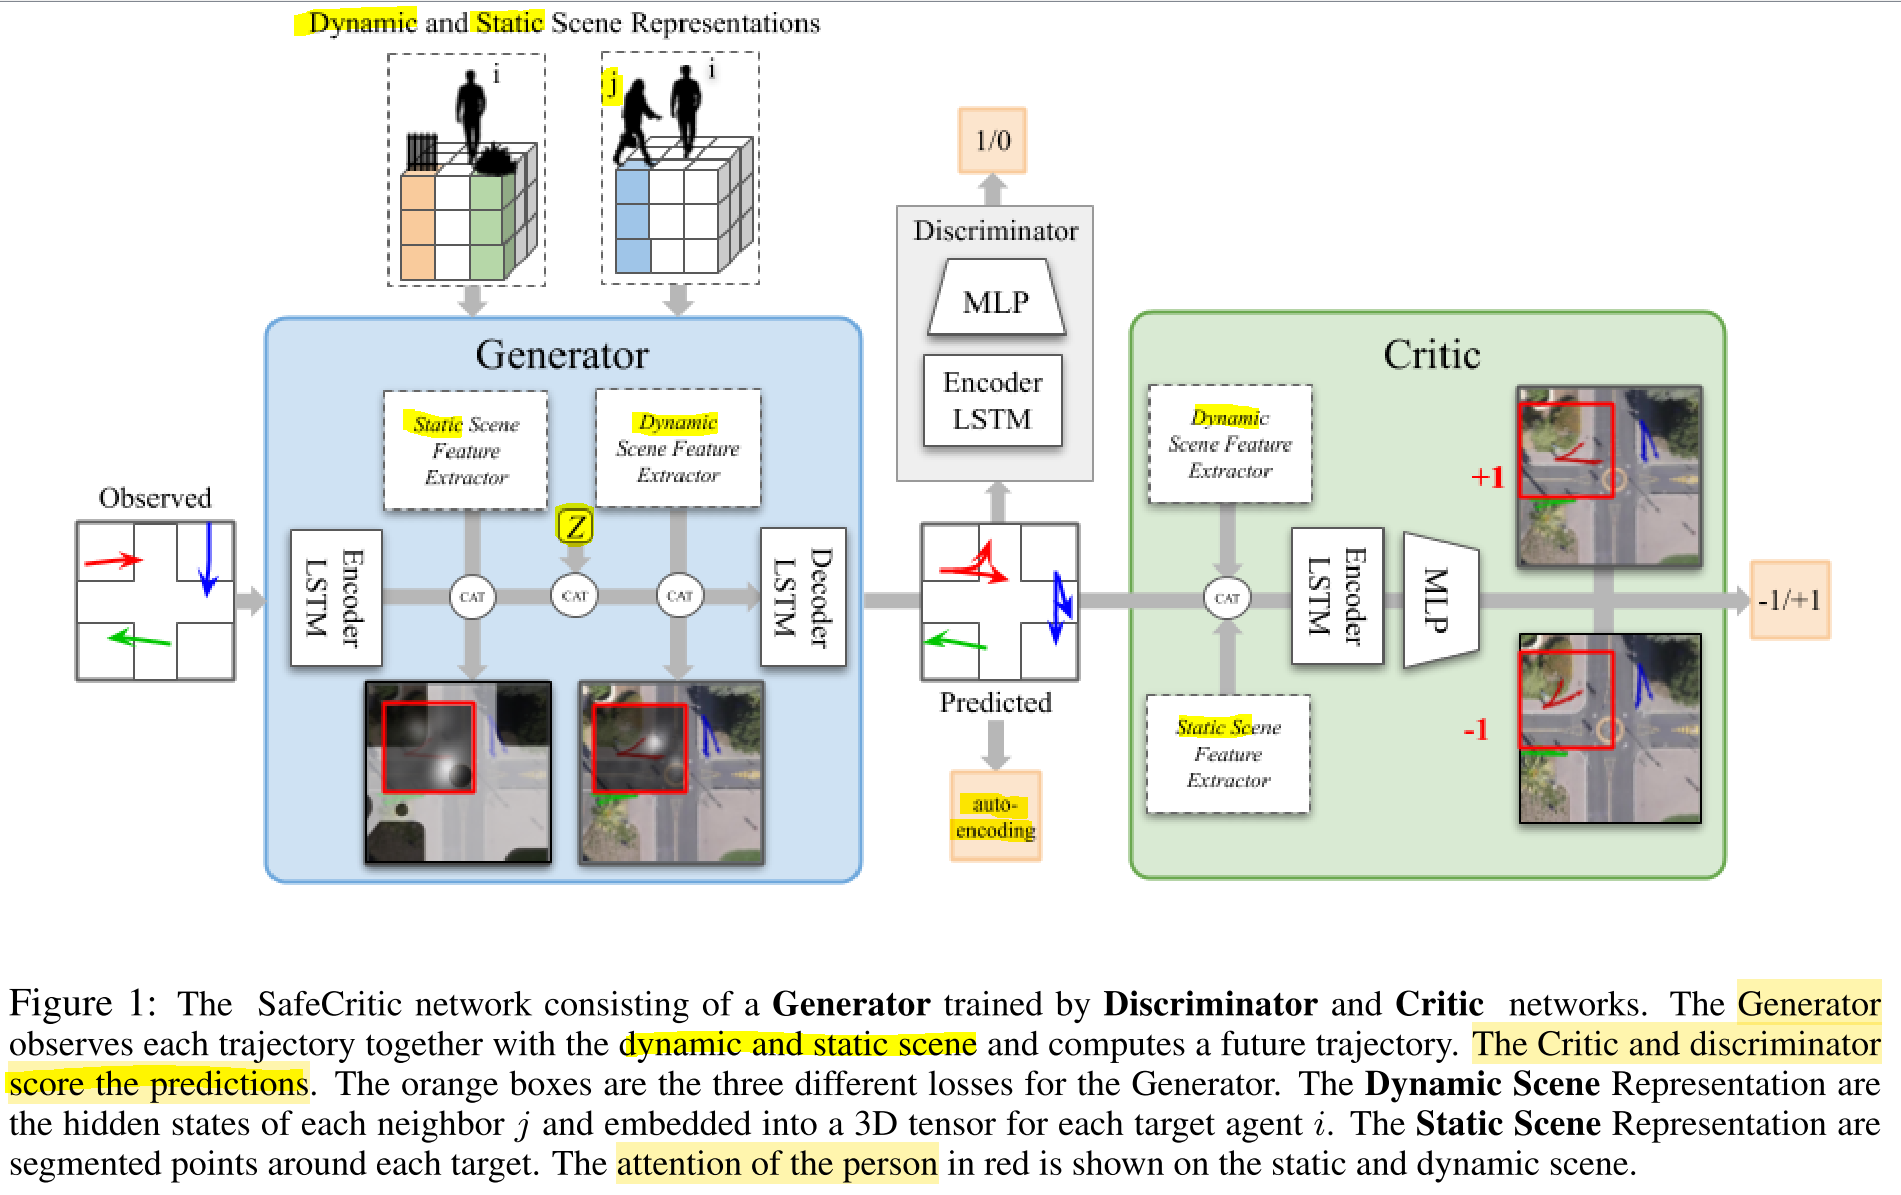 Dynamic and Static Scene Representations
i
j
i
1/0
Discriminator
MLP
Encoder
LSTM
Generator
Static Scene
Feature
Extractor
Dynamic
Scene Feature
Extractor
Z
Observed
Encoder
LSTM
CAT
CAT
CAT
Decoder
LSTM
Predicted
auto-
encoding
Critic
Dynamic
Scene Feature
Extractor
CAT
Static Scene
Feature
Extractor
Encoder
LSTM
MLP
+1
-1
-1/+1
Figure 1: The SafeCritic network consisting of a Generator trained by Discriminator and Critic networks. The Generator
observes each trajectory together with the dynamic and static scene and computes a future trajectory. The Critic and discriminator
score the predictions. The orange boxes are the three different losses for the Generator. The Dynamic Scene Representation are
the hidden states of each neighbor j and embedded into a 3D tensor for each target agent i. The Static Scene Representation are
segmented points around each target. The attention of the person in red is shown on the static and dynamic scene.